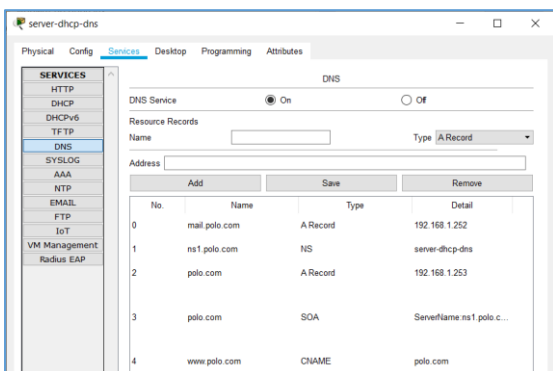 server-dhcp-dns
Physical Config Services Desktop Programming Attributes
SERVICES
HTTP
DHCP
DHCPv6
TFTP
DNS
SYSLOG
AAA
NTP
EMAIL
FTP
IoT
VM Management
Radius EAP
DNS
DNS Service On Off
Resource Records
Name Type A Record
Address
Add Save Remove
No. Name Type Detail
0 mail.polo.com A Record 192.168.1.252
1 ns1.polo.com NS server-dhcp-dns
2 polo.com A Record 192.168.1.253
3 polo.com SOA ServerName:ns1.polo.c...
4 www.polo.com CNAME polo.com